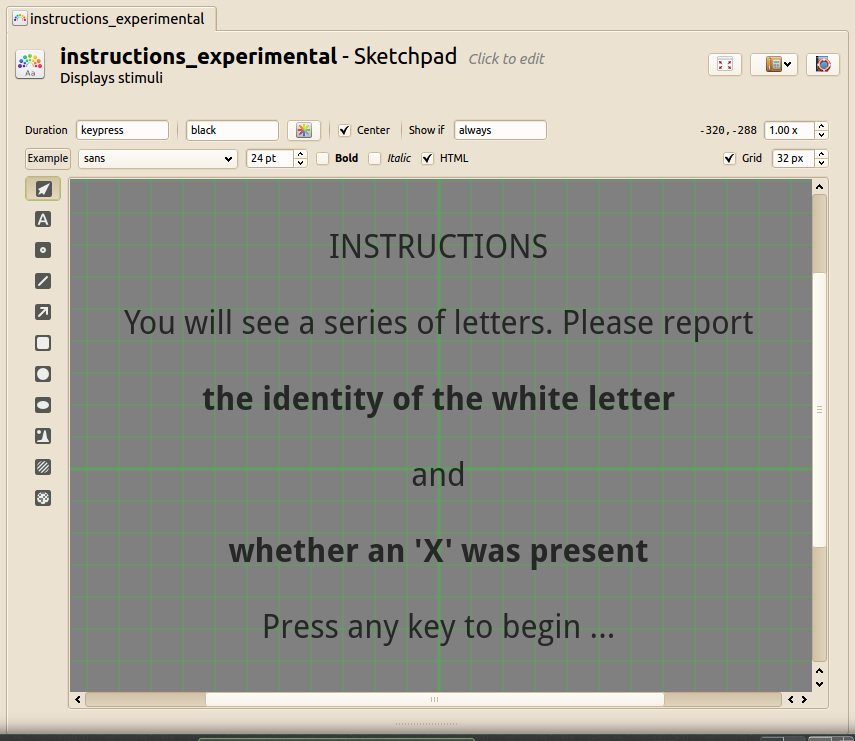 instructions_experimental
instructions_experimental - Sketchpad Click to edit
Displays stimuli
Aa
Duration keypress black Center Show if always -320,-288 1.00 x
Example sans 24 pt Bold Italic HTML Grid 32 px
A
INSTRUCTIONS
You will see a series of letters. Please report
the identity of the white letter
and
whether an 'X' was present
Press any key to begin ...